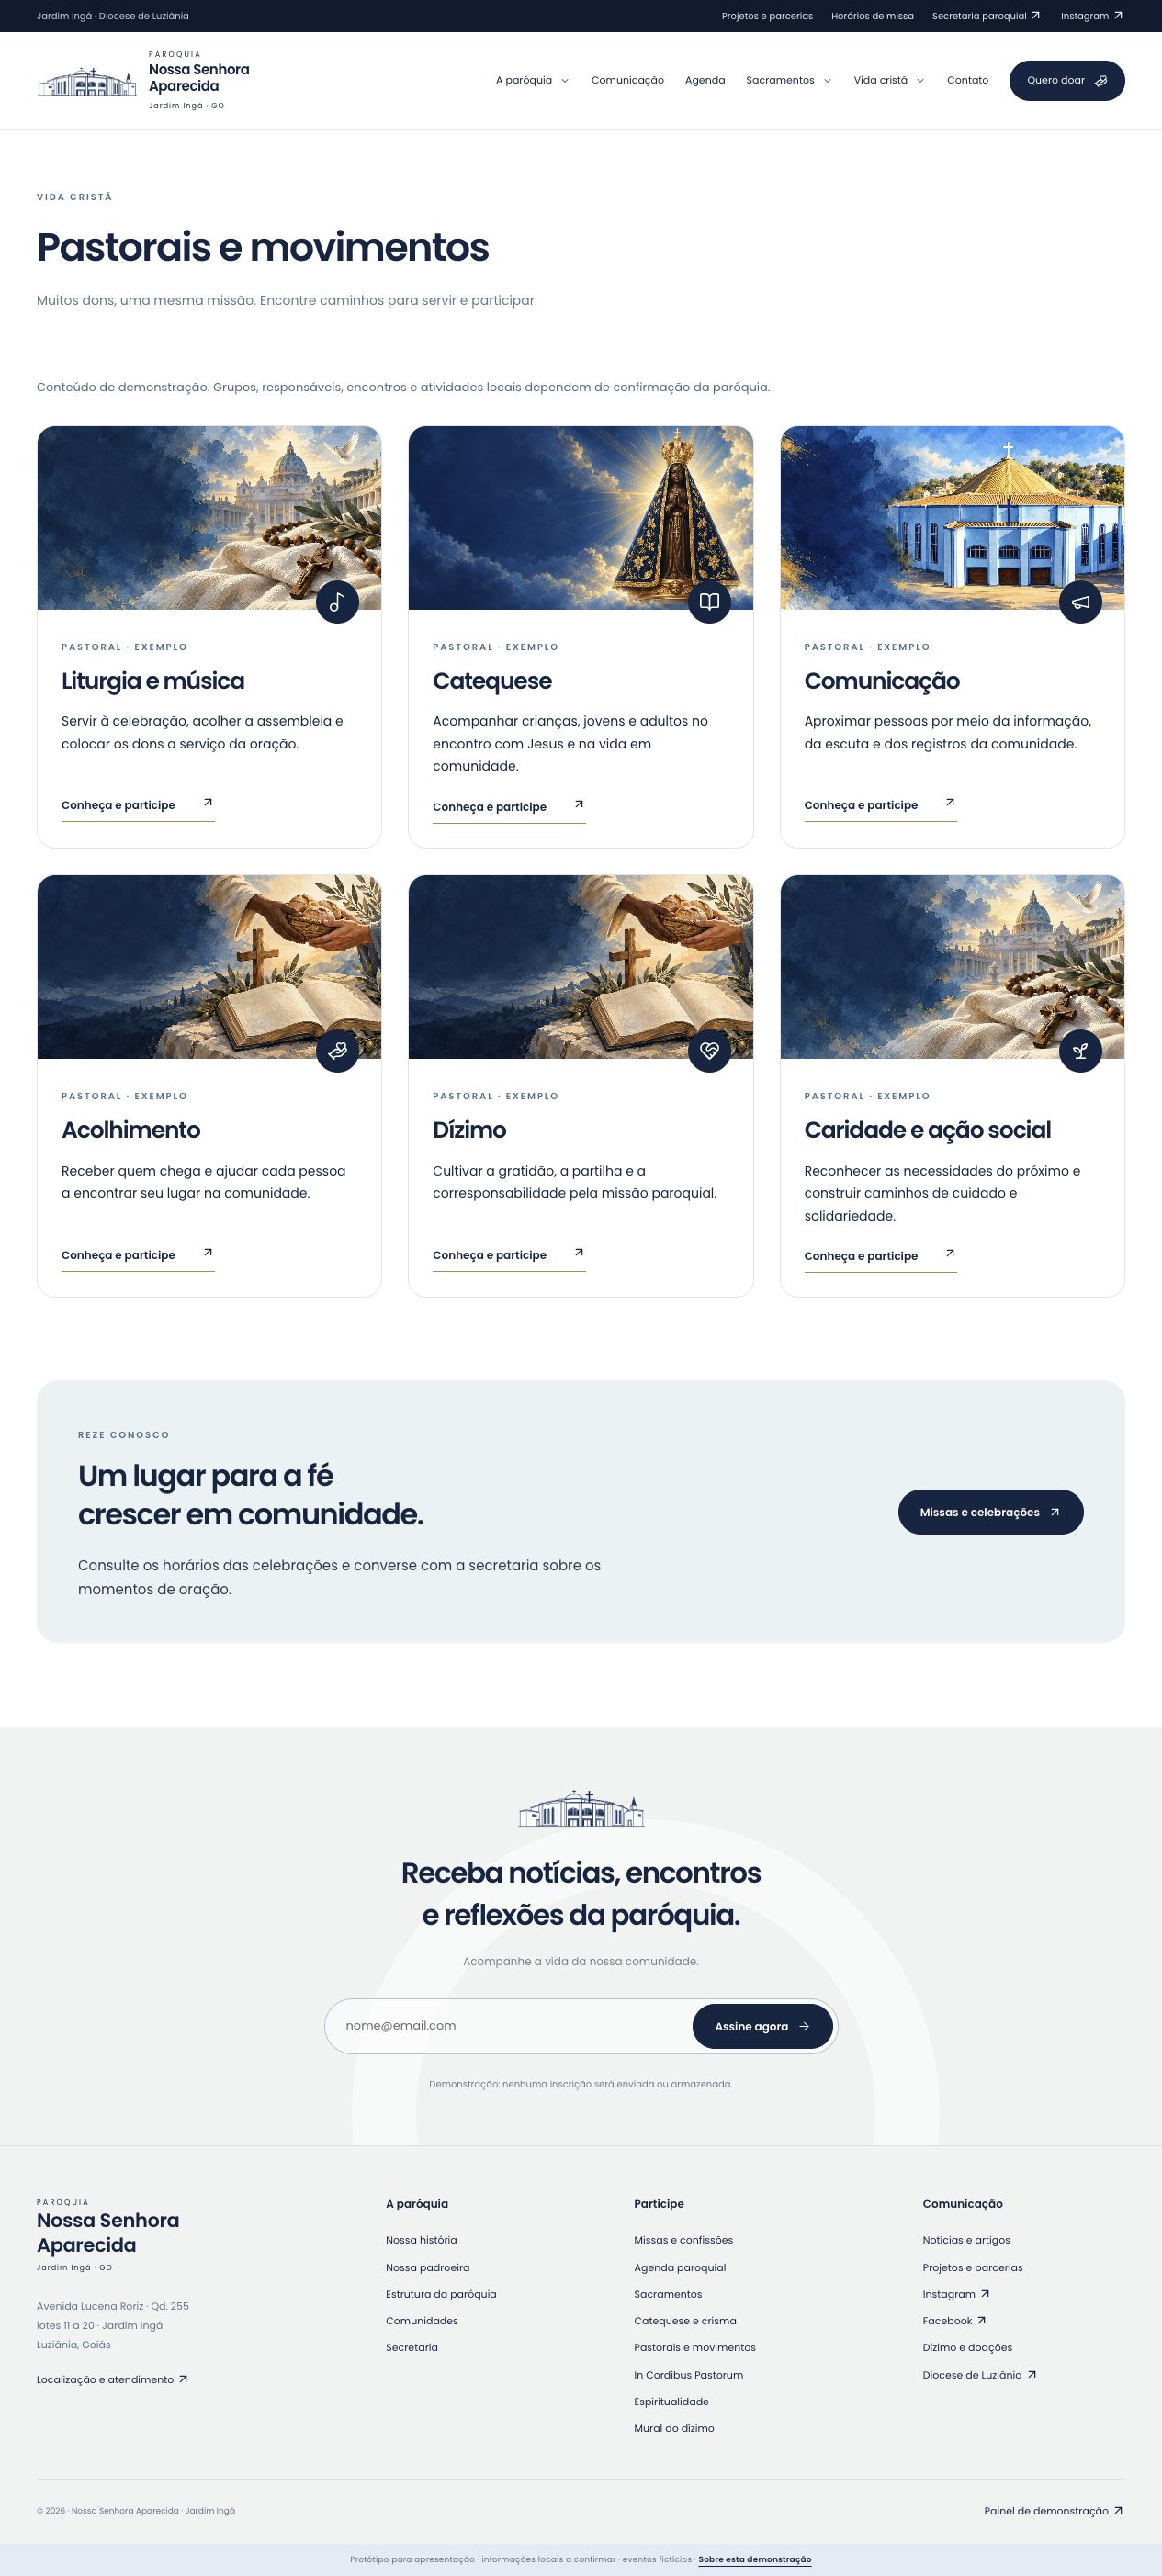 Jardim Ingá · Diocese de Luziânia
Projetos e parcerias
Horários de missa
Secretaria paroquial
Instagram
PARÓQUIA
Nossa Senhora
Aparecida
Jardim Ingá · GO
A paróquia
Comunicação
Agenda
Sacramentos
Vida cristã
Contato
Quero doar
VIDA CRISTÃ
Pastorais e movimentos
Muitos dons, uma mesma missão. Encontre caminhos para servir e participar.
Conteúdo de demonstração. Grupos, responsáveis, encontros e atividades locais dependem de confirmação da paróquia.
PASTORAL · EXEMPLO
Liturgia e música
Servir à celebração, acolher a assembleia e
colocar os dons a serviço da oração.
Conheça e participe
PASTORAL · EXEMPLO
Catequese
Acompanhar crianças, jovens e adultos no
encontro com Jesus e na vida em
comunidade.
Conheça e participe
PASTORAL · EXEMPLO
Comunicação
Aproximar pessoas por meio da informação,
da escuta e dos registros da comunidade.
Conheça e participe
PASTORAL · EXEMPLO
Acolhimento
Receber quem chega e ajudar cada pessoa
a encontrar seu lugar na comunidade.
Conheça e participe
PASTORAL · EXEMPLO
Dízimo
Cultivar a gratidão, a partilha e a
corresponsabilidade pela missão paroquial.
Conheça e participe
PASTORAL · EXEMPLO
Caridade e ação social
Reconhecer as necessidades do próximo e
construir caminhos de cuidado e
solidariedade.
Conheça e participe
REZE CONOSCO
Um lugar para a fé
crescer em comunidade.
Consulte os horários das celebrações e converse com a secretaria sobre os
momentos de oração.
Missas e celebrações
Receba notícias, encontros
e reflexões da paróquia.
Acompanhe a vida da nossa comunidade.
nome@email.com
Assine agora
Demonstração: nenhuma inscrição será enviada ou armazenada.
PARÓQUIA
Nossa Senhora
Aparecida
Jardim Ingá · GO
Avenida Lucena Roriz · Qd. 255
lotes 11 a 20 · Jardim Ingá
Luziânia, Goiás
Localização e atendimento
A paróquia
Nossa história
Nossa padroeira
Estrutura da paróquia
Comunidades
Secretaria
Participe
Missas e confissões
Agenda paroquial
Sacramentos
Catequese e crisma
Pastorais e movimentos
In Cordibus Pastorum
Espiritualidade
Mural do dízimo
Comunicação
Notícias e artigos
Projetos e parcerias
Instagram
Facebook
Dízimo e doações
Diocese de Luziânia
© 2026 · Nossa Senhora Aparecida · Jardim Ingá
Painel de demonstração
Protótipo para apresentação · informações locais a confirmar · eventos fictícios · Sobre esta demonstração